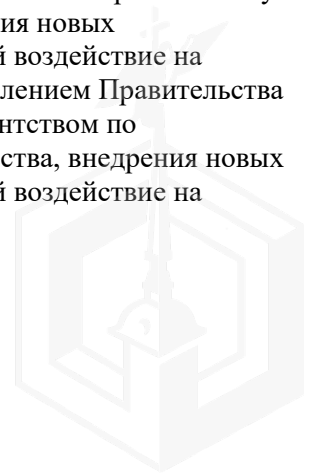 ия новых
й воздействие на
лением Правительства
нтством по
ства, внедрения новых
й воздействие на